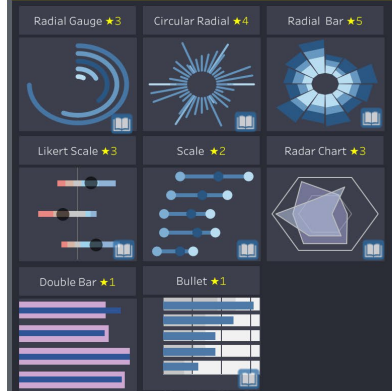 Radial Gauge ★3
Circular Radial ★4
Radial Bar ★5
Likert Scale ★3
Scale ★2
Radar Chart ★3
Double Bar ★1
Bullet ★1